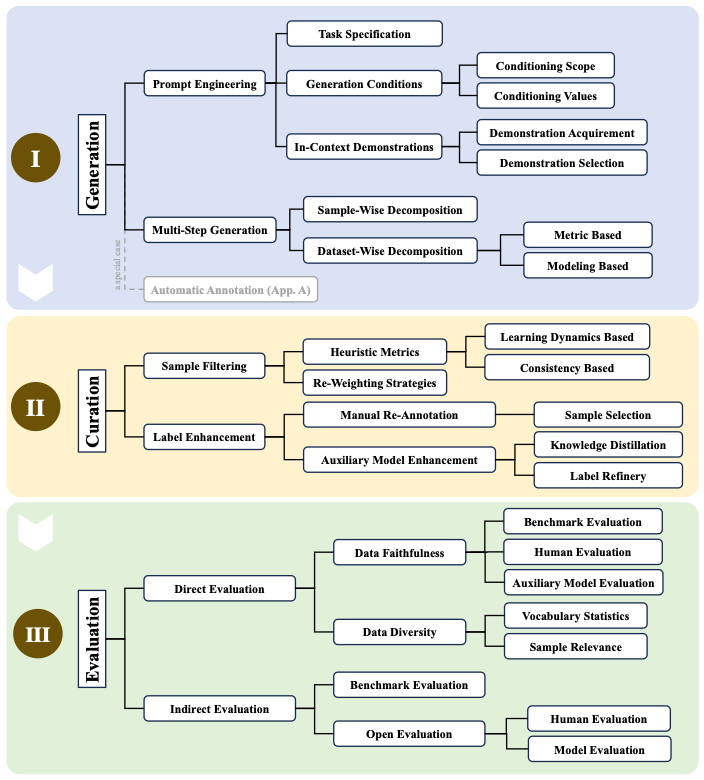 I
Generation
Prompt Engineering
Task Specification
Generation Conditions
Conditioning Scope
Conditioning Values
In-Context Demonstrations
Demonstration Acquirement
Demonstration Selection
Multi-Step Generation
Sample-Wise Decomposition
Dataset-Wise Decomposition
Metric Based
Modeling Based
a special case
Automatic Annotation (App. A)
II
Curation
Sample Filtering
Heuristic Metrics
Learning Dynamics Based
Consistency Based
Re-Weighting Strategies
Label Enhancement
Manual Re-Annotation
Sample Selection
Auxiliary Model Enhancement
Knowledge Distillation
Label Refinery
III
Evaluation
Direct Evaluation
Data Faithfulness
Benchmark Evaluation
Human Evaluation
Auxiliary Model Evaluation
Data Diversity
Vocabulary Statistics
Sample Relevance
Indirect Evaluation
Benchmark Evaluation
Open Evaluation
Human Evaluation
Model Evaluation